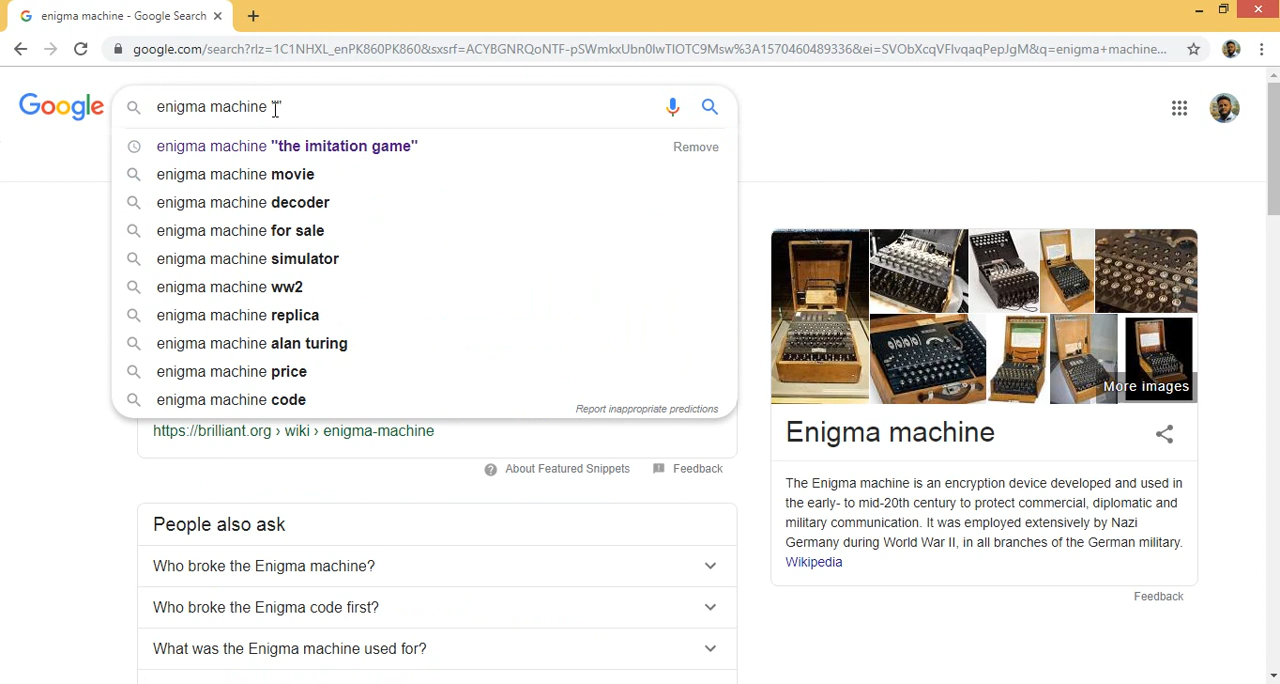 enigma machine - Google Search
google.com/search?rlz=1C1NHXL_enPK860PK860&sxsrf=ACYBGNRQoNTF-pSWmkxUbn0IwTIOTC9Msw%3A1570460489336&ei=SVObXcqVFIvqaqPepJgM&q=enigma+machine...
Google
enigma machine ""
enigma machine "the imitation game"
Remove
enigma machine movie
enigma machine decoder
enigma machine for sale
enigma machine simulator
enigma machine ww2
enigma machine replica
enigma machine alan turing
enigma machine price
enigma machine code
Report inappropriate predictions
https://brilliant.org › wiki › enigma-machine
About Featured Snippets
Feedback
People also ask
Who broke the Enigma machine?
Who broke the Enigma code first?
What was the Enigma machine used for?
More images
Enigma machine
The Enigma machine is an encryption device developed and used in
the early- to mid-20th century to protect commercial, diplomatic and
military communication. It was employed extensively by Nazi
Germany during World War II, in all branches of the German military.
Wikipedia
Feedback